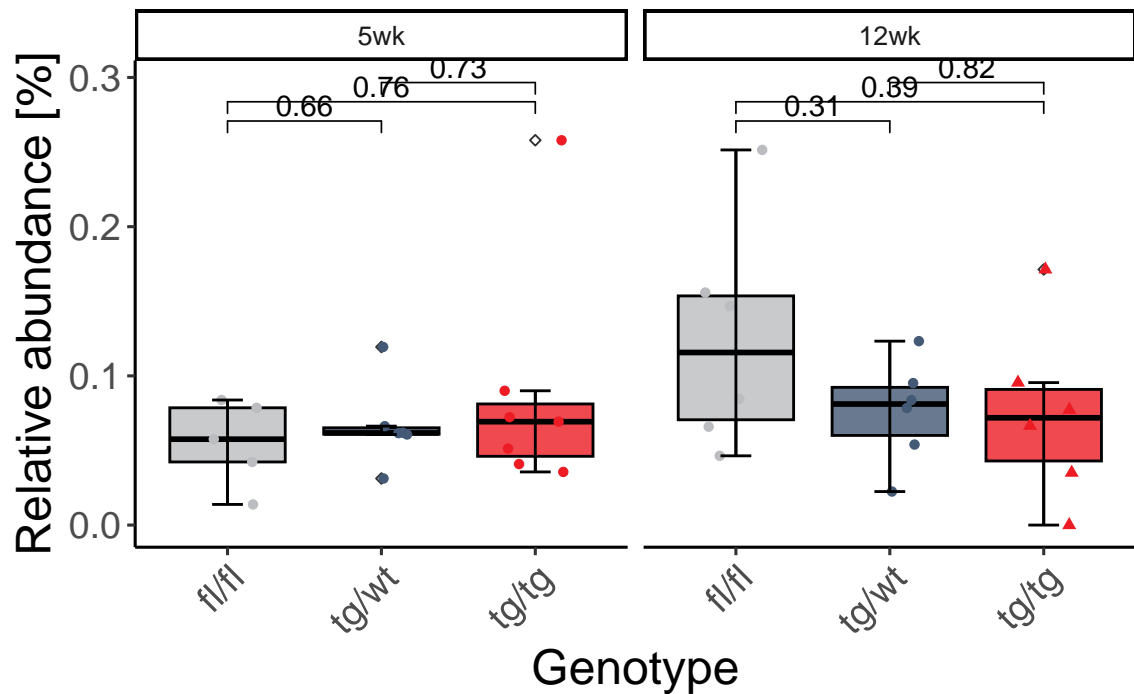 5wk
12wk
Relative abundance [%]
0.3
0.2
0.1
0.0
0.73
0.76
0.66
0.82
0.39
0.31
fl/fl
tg/wt
tg/tg
fl/fl
tg/wt
tg/tg
Genotype